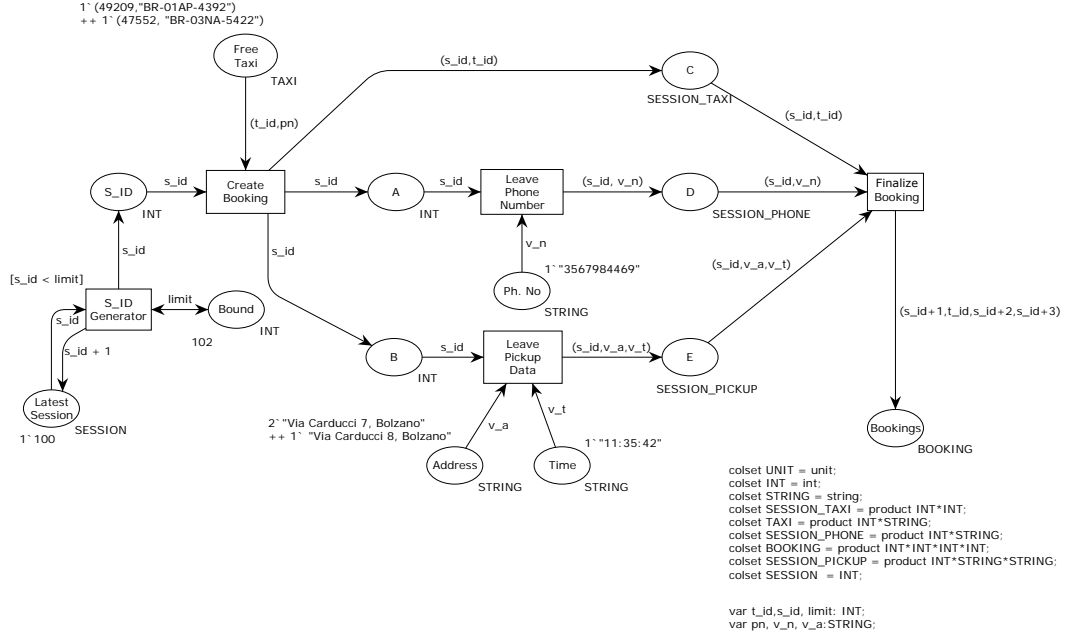 1`(49209,"BR-01AP-4392)
++ 1`(47552, "BR-03NA-5422")
Free
Taxi
TAXI
(t_id,pn)
(s_id,t_id)
C
SESSION_TAXI
(s_id,t_id)
S_ID
INT
s_id
Create
Booking
s_id
A
INT
s_id
Leave
Phone
Number
(s_id, v_n)
D
SESSION_PHONE
(s_id,v_n)
Finalize
Booking
s_id
s_id
v_n
1`"3567984469"
Ph. No
STRING
(s_id,v_a,v_t)
[s_id < limit]
S_ID
Generator
limit
Bound
INT
102
s_id
s_id + 1
(s_id+1,t_id,s_id+2,s_id+3)
B
INT
s_id
Leave
Pickup
Data
(s_id,v_a,v_t)
E
SESSION_PICKUP
Latest
Session
SESSION
1`100
2`"Via Carducci 7, Bolzano"
++ 1` "Via Carducci 8, Bolzano)
v_a
v_t
1`"11:35:42"
Address
STRING
Time
STRING
Bookings
BOOKING
colset UNIT = unit;
colset INT = int;
colset STRING = string;
colset SESSION_TAXI = product INT*INT;
colset TAXI = product INT*STRING;
colset SESSION_PHONE = product INT*STRING;
colset BOOKING = product INT*INT*INT*INT;
colset SESSION_PICKUP = product INT*STRING*STRING;
colset SESSION = INT;
var t_id,s_id, limit: INT;
var pn, v_n, v_a:STRING;